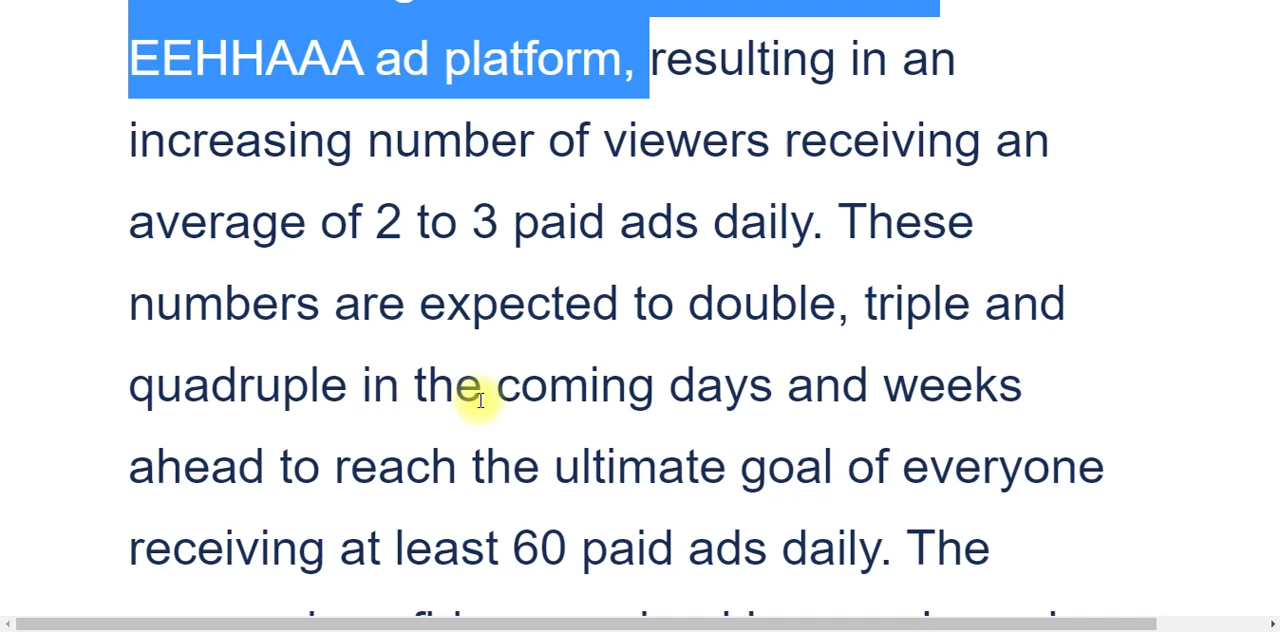 EEHHAAA ad platform, resulting in an
increasing number of viewers receiving an
average of 2 to 3 paid ads daily. These
numbers are expected to double, triple and
quadruple in the coming days and weeks
ahead to reach the ultimate goal of everyone
receiving at least 60 paid ads daily. The